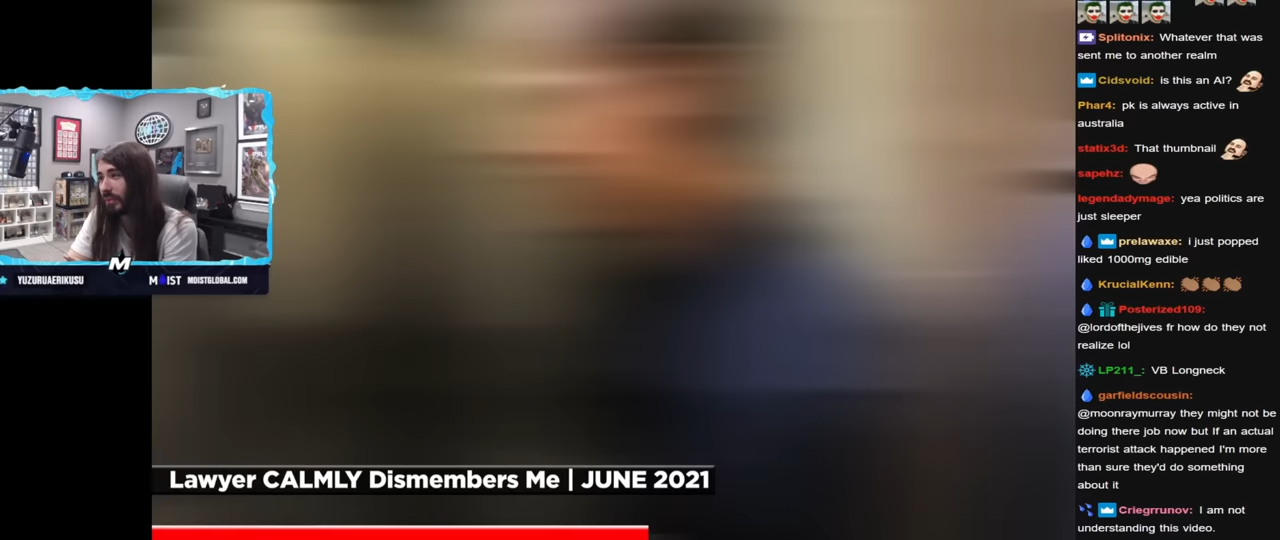 Splitonix: Whatever that was
sent me to another realm
Cidsvoid: is this an AI?
Phar4: pk is always active in
australia
statix3d: That thumbnail
sapehz:
legendadymage: yea politics are
just sleeper
prelawaxe: i just popped
liked 1000mg edible
KrucialKenn:
Posterized109:
@lordofthejives fr how do they not
realize lol
LP211_: VB Longneck
garfieldscousin:
@moonraymurray they might not be
doing there job now but If an actual
terrorist attack happened I'm more
than sure they'd do something
about it
Criegrrunov: I am not
understanding this video.
M
YUZURUAERIKUSU MOIST MOISTGLOBAL.COM
Lawyer CALMLY Dismembers Me | JUNE 2021